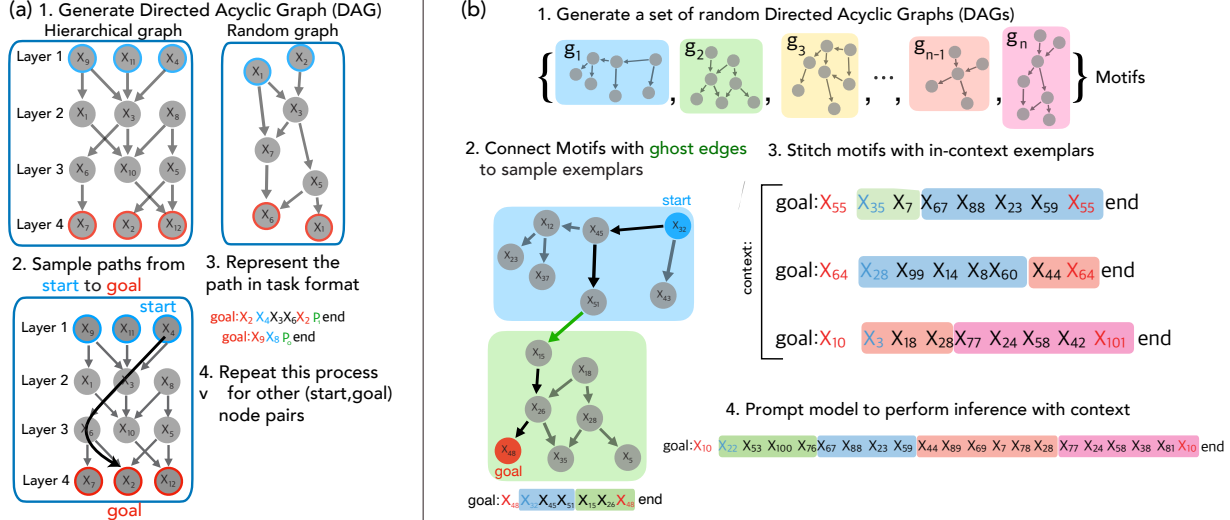 (a) 1. Generate Directed Acyclic Graph (DAG)
Hierarchical graph
Random graph
Layer 1
X9 X11 X4
Layer 2
X1 X3 X8
Layer 3
X6 X10 X5
Layer 4
X7 X2 X12
X1 X2
X3
X7
X5
X6 X1
2. Sample paths from
start to goal
start
Layer 1
X9 X11 X4
Layer 2
X1 X3 X8
Layer 3
X6 X10 X5
Layer 4
X7 X2 X12
goal
3. Represent the
path in task format
goal:X2 X4X3X6X2 P1 end
goal:X9X8 P0 end
4. Repeat this process
v for other (start,goal)
node pairs
(b)
1. Generate a set of random Directed Acyclic Graphs (DAGs)
{ g1 , g2 , g3 , ... , gn-1 , gn } Motifs
2. Connect Motifs with ghost edges
to sample exemplars
start
X12 X45 X32
X23 X37
X51 X43
X15
X18
X26 X28
X48 X35 X5
goal
goal:X48X32X45X51 X15X26X48 end
3. Stitch motifs with in-context exemplars
context:
goal:X55 X35 X7 X67 X88 X23 X59 X55 end
goal:X64 X28 X99 X14 X8X60 X44 X64 end
goal:X10 X3 X18 X28X77 X24 X58 X42 X101 end
4. Prompt model to perform inference with context
goal:X10 X22 X53 X100 X76X67 X88 X23 X59 X44 X89 X69 X7 X78 X28 X77 X24 X58 X38 X81 X10 end